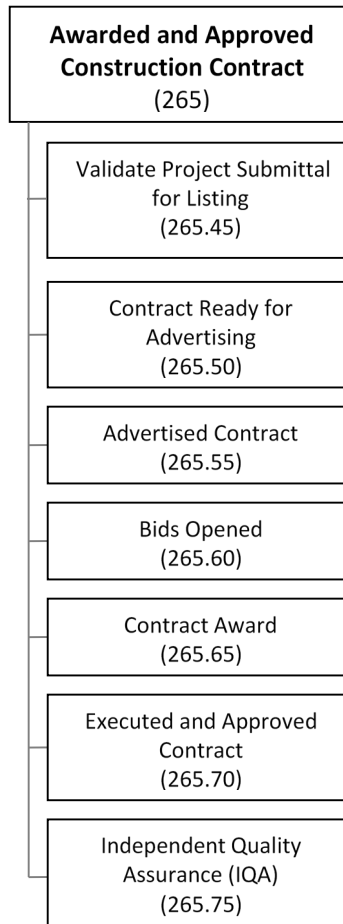 Awarded and Approved
Construction Contract
(265)
Validate Project Submittal
for Listing
(265.45)
Contract Ready for
Advertising
(265.50)
Advertised Contract
(265.55)
Bids Opened
(265.60)
Contract Award
(265.65)
Executed and Approved
Contract
(265.70)
Independent Quality
Assurance (IQA)
(265.75)